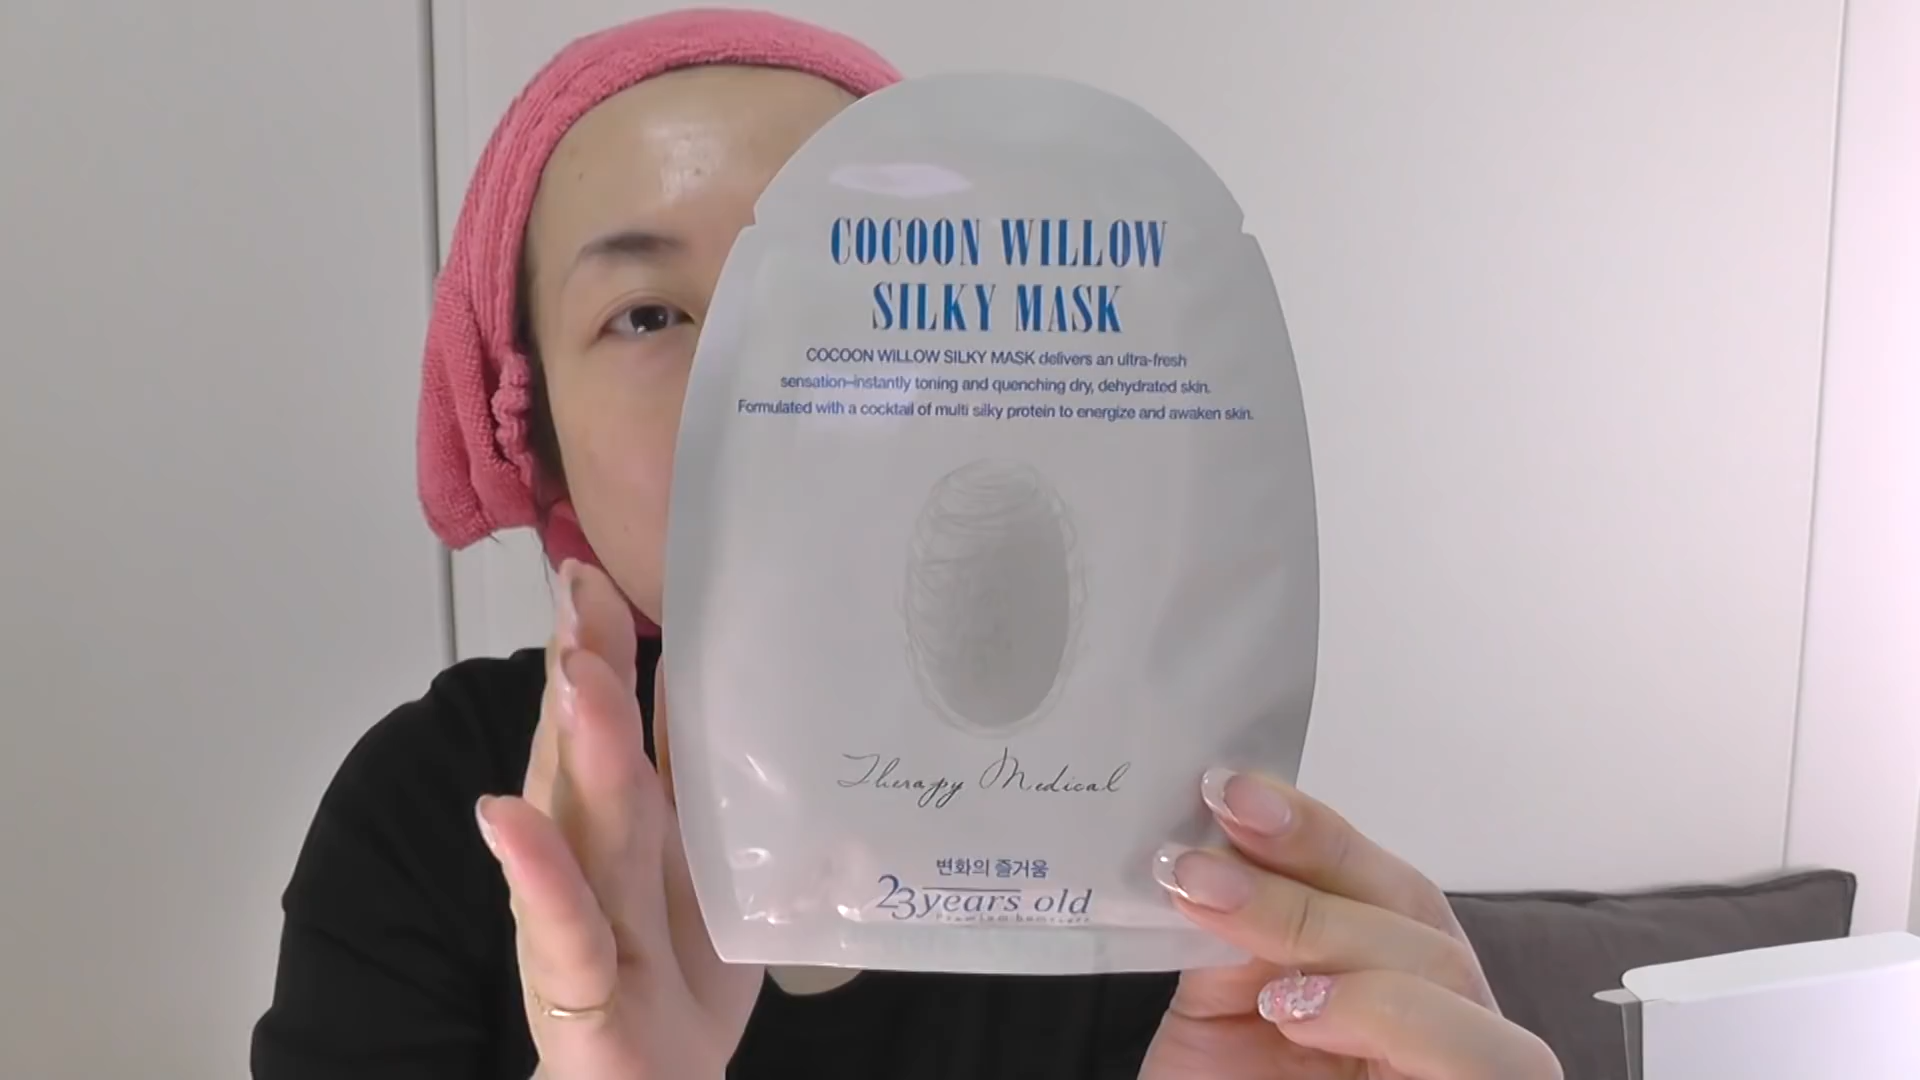 COCOON WILLOW
SILKY MASK
COCOON WILLOW SILKY MASK delivers an ultra-fresh
sensation–instantly toning and quenching dry, dehydrated skin.
Formulated with a cocktail of multi silky protein to energize and awaken skin.
Therapy Medical
변화의 즐거움
23 years old